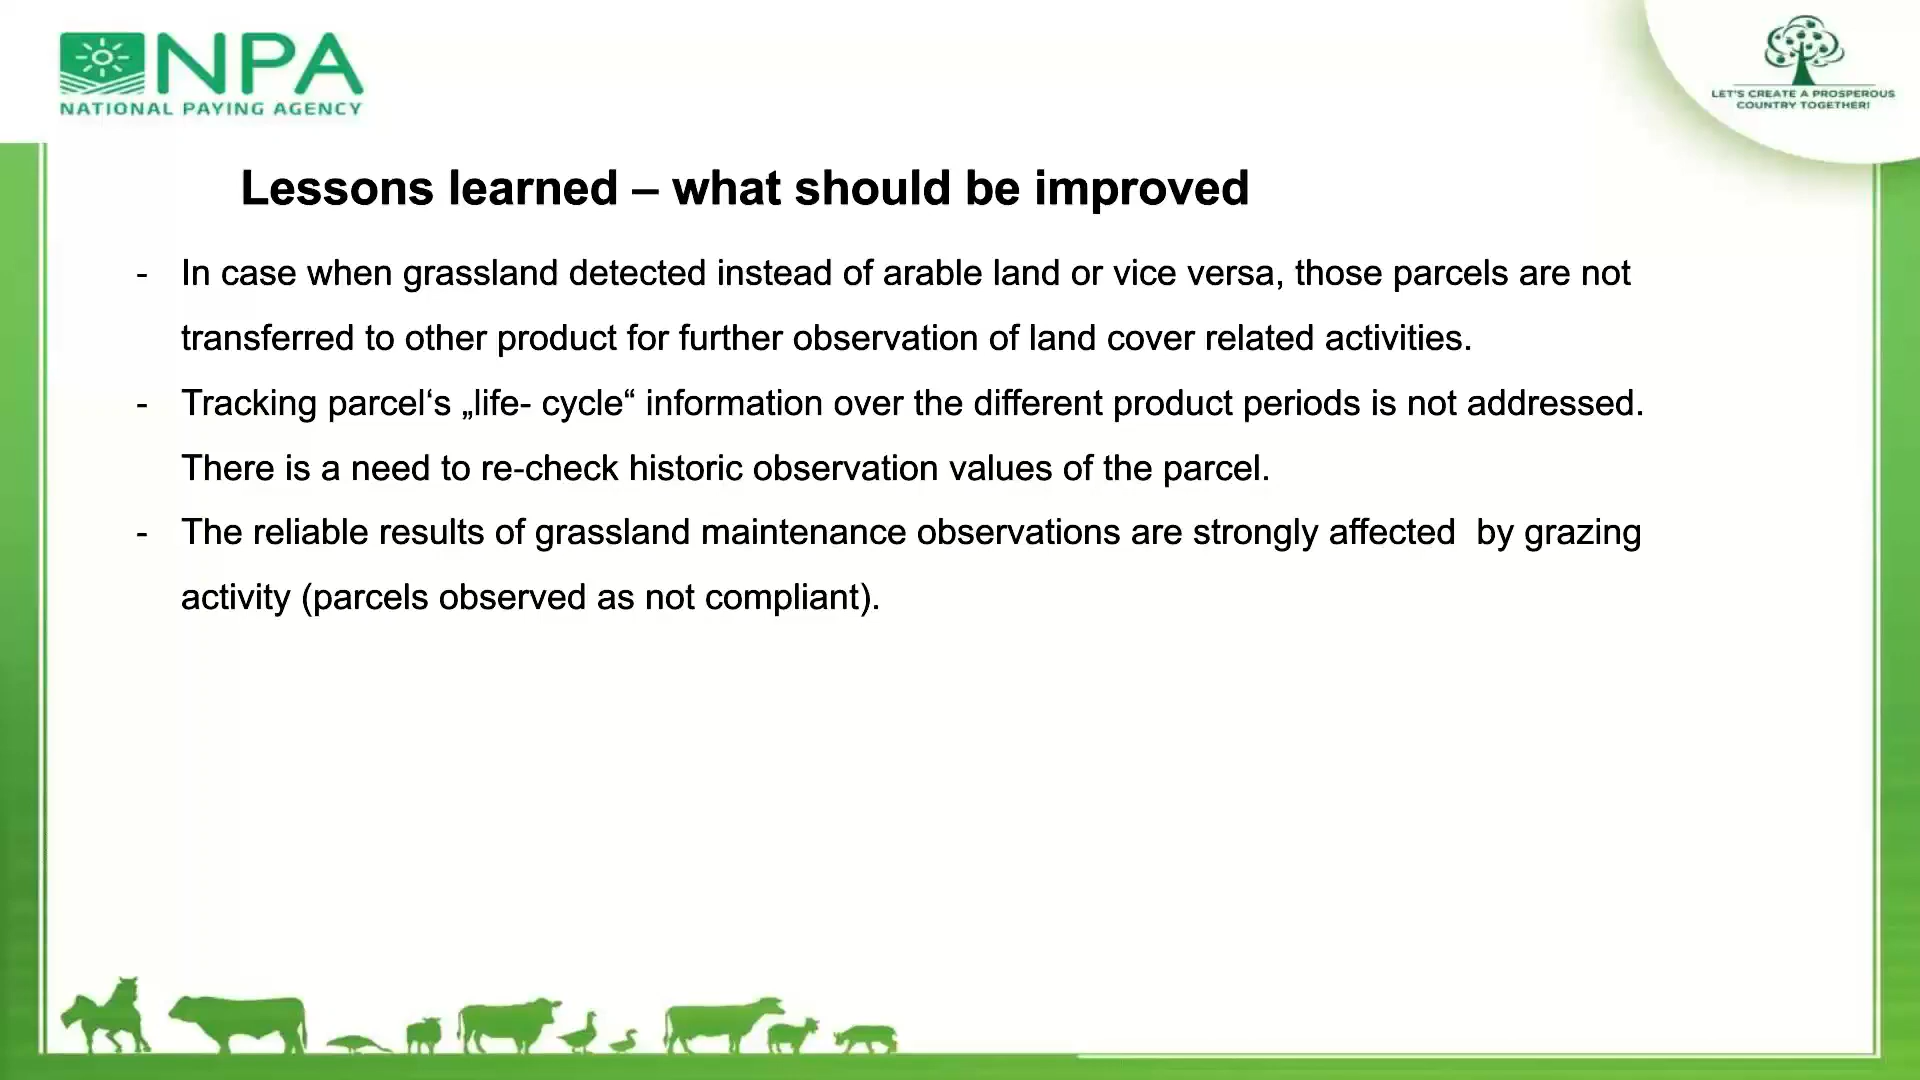 NPA
NATIONAL PAYING AGENCY
LET'S CREATE A PROSPEROUS
COUNTRY TOGETHER!
Lessons learned – what should be improved
- In case when grassland detected instead of arable land or vice versa, those parcels are not
transferred to other product for further observation of land cover related activities.
- Tracking parcel‘s „life- cycle“ information over the different product periods is not addressed.
There is a need to re-check historic observation values of the parcel.
- The reliable results of grassland maintenance observations are strongly affected  by grazing
activity (parcels observed as not compliant).